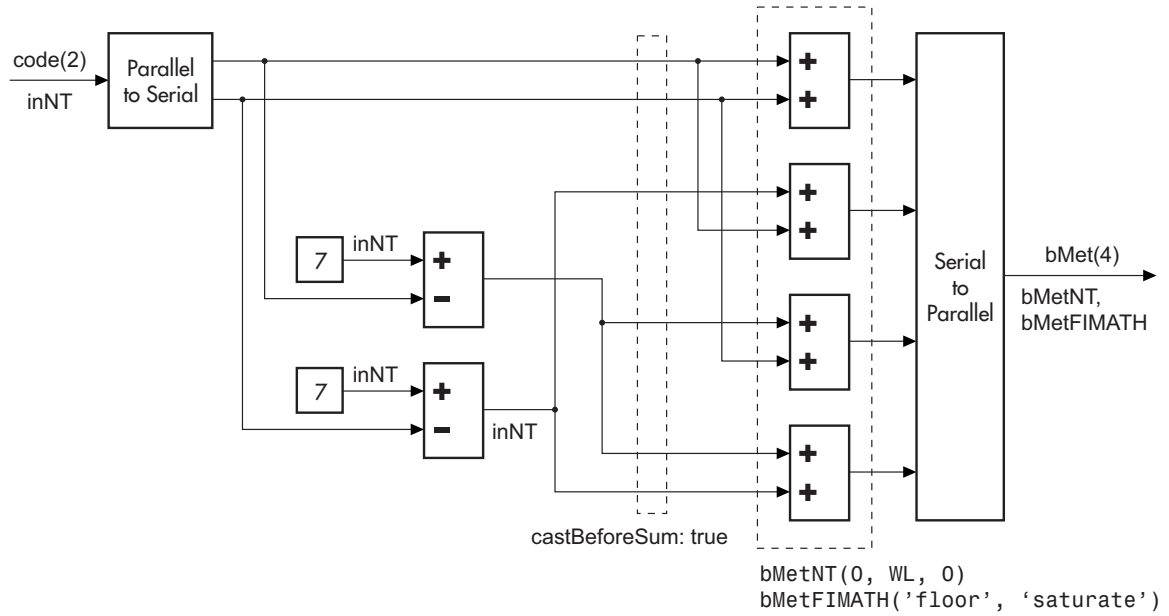 code(2)
inNT
Parallel
to Serial
+
+
+
+
7
inNT
+
−
7
inNT
+
−
inNT
+
+
+
+
Serial
to
Parallel
bMet(4)
bMetNT,
bMetFIMATH
castBeforeSum: true
bMetNT(0, WL, 0)
bMetFIMATH('floor', ‘saturate’)